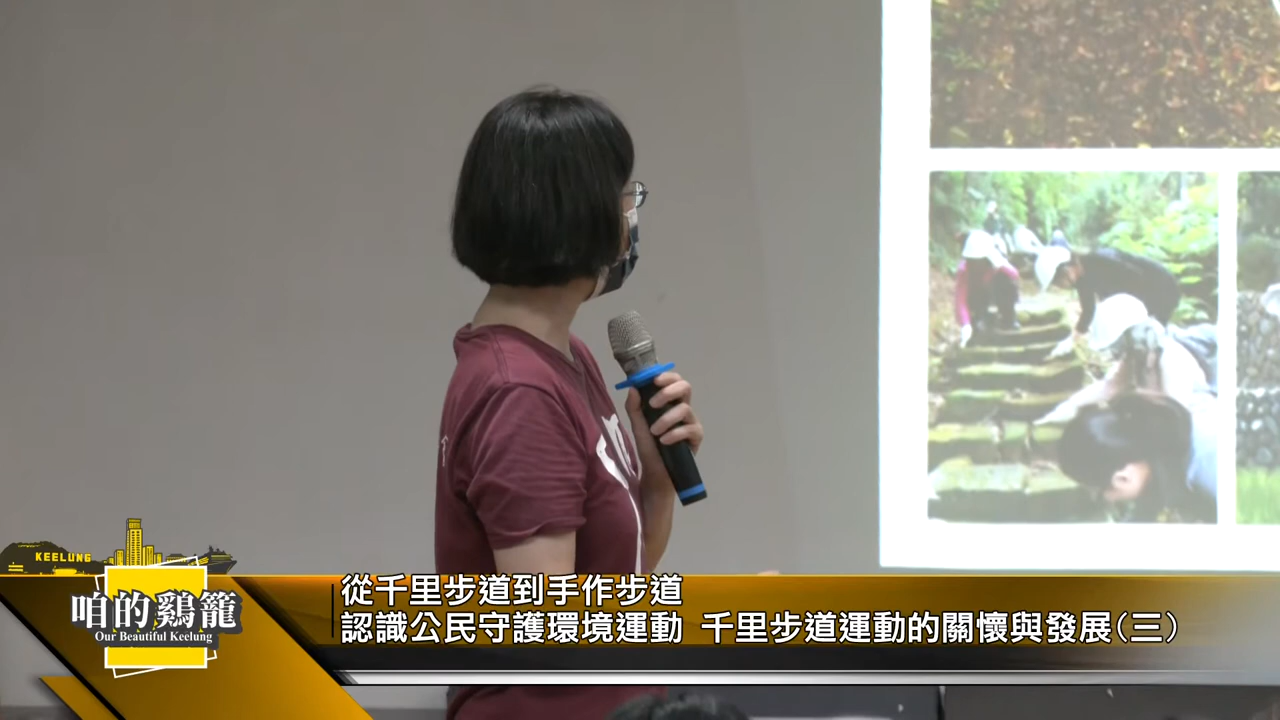 KEELUNG
咱的鷄籠
Our Beautiful Keelung
從千里步道到手作步道
認識公民守護環境運動 千里步道運動的關懷與發展(三)